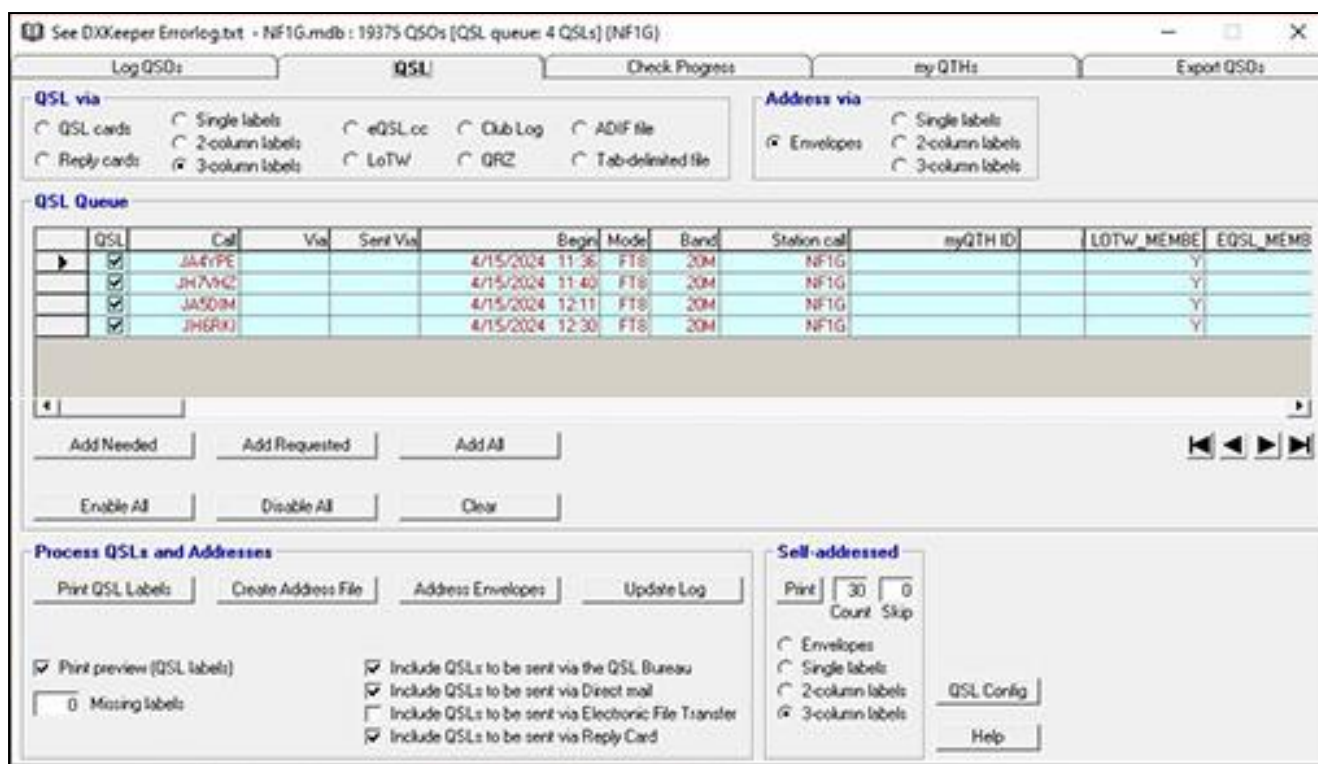 See DXKeeper Errorlog.txt - NF1G.mdb : 19375 QSOs [QSL queue: 4 QSLs] (NF1G)
Log QSOs QSL Check Progress my QTHs Export QSOs
QSL via
QSL cards
Reply cards
Single labels
2-column labels
3-column labels
eQSL.cc
LoTW
Club Log
QRZ
ADIF file
Tab-delimited file
Address via
Envelopes
Single labels
2-column labels
3-column labels
QSL Queue
QSL Call Via Sent Via Begin Mode Band Station call myQTH ID LOTW_MEMBE EQSL_MEMB
JA4YPE 4/15/2024 11:36 FT8 20M NF1G Y
JH7VHZ 4/15/2024 11:40 FT8 20M NF1G Y
JA5DIM 4/15/2024 12:11 FT8 20M NF1G Y
4/15/2024 12:30 FT8 20M NF1G Y
Add Needed Add Requested Add All
Enable All Disable All Clear
Process QSLs and Addresses
Print QSL Labels Create Address File Address Envelopes Update Log
Print preview (QSL labels)
0 Missing labels
Include QSLs to be sent via the QSL Bureau
Include QSLs to be sent via Direct mail
Include QSLs to be sent via Electronic File Transfer
Include QSLs to be sent via Reply Card
Self-addressed
Print 30 0
Count Skip
Envelopes
Single labels
2-column labels
3-column labels
QSL Config
Help